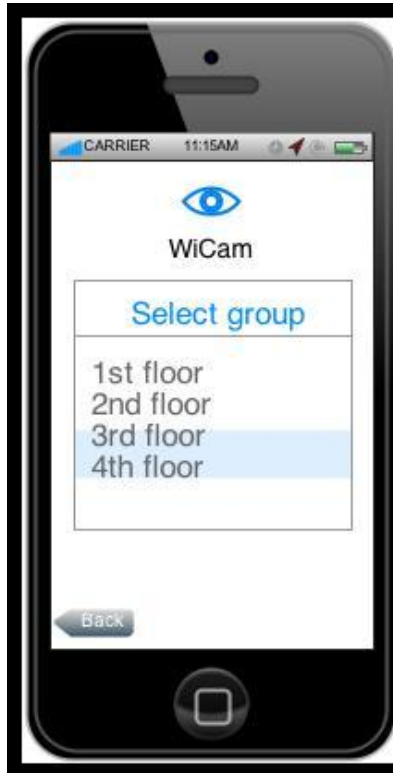 CARRIER 11:15AM
WiCam
Select group
1st floor
2nd floor
3rd floor
4th floor
Back